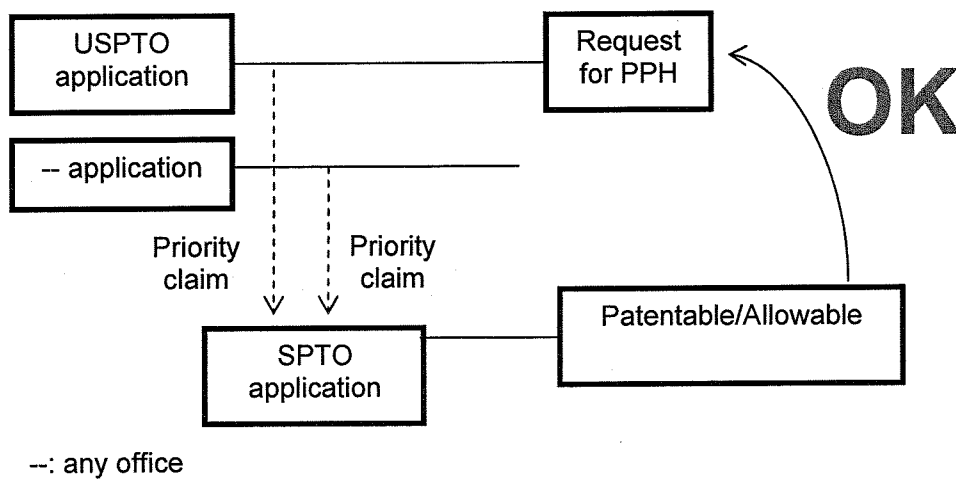 USPTO
application
Request
for PPH
OK
-- application
Priority
claim
Priority
claim
Patentable/Allowable
SPTO
application
--: any office